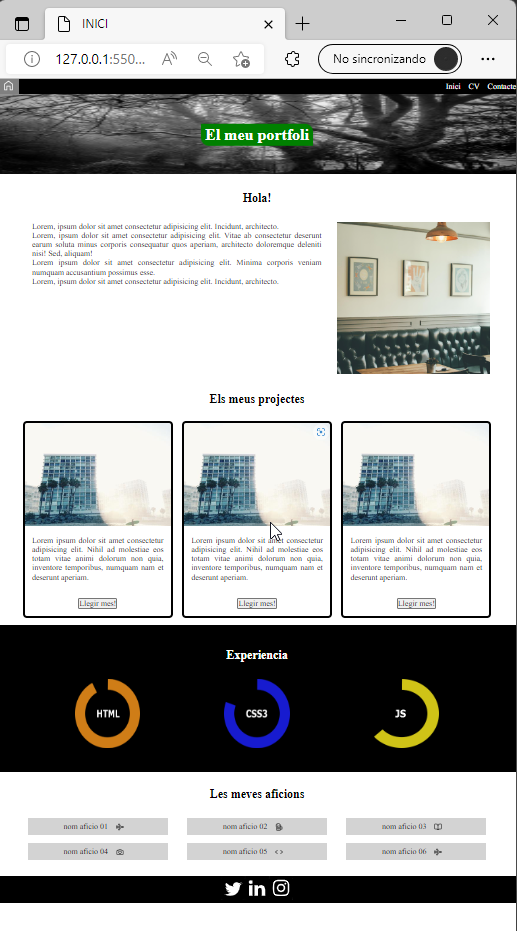 INICI
127.0.0.1:550...
No sincronizando
Inici CV Contacte
El meu portfoli
Hola!
Lorem, ipsum dolor sit amet consectetur adipisicing elit. Incidunt, architecto.
Lorem, ipsum dolor sit amet consectetur adipisicing elit. Vitae ab consectetur deserunt
earum soluta minus corporis consequatur quos aperiam, architecto doloremque deleniti
nisi! Sed, aliquam!
Lorem ipsum dolor sit amet consectetur adipisicing elit. Minima corporis veniam
numquam accusantium possimus esse.
Lorem, ipsum dolor sit amet consectetur adipisicing elit. Incidunt, architecto.
Els meus projectes
Lorem ipsum dolor sit amet consectetur
adipisicing elit. Nihil ad molestiae eos
totam vitae animi dolorum non quia,
inventore temporibus, numquam nam et
deserunt aperiam.
Llegir mes!
Lorem ipsum dolor sit amet consectetur
adipisicing elit. Nihil ad molestiae eos
totam vitae animi dolorum non quia,
inventore temporibus, numquam nam et
deserunt aperiam.
Llegir mes!
Lorem ipsum dolor sit amet consectetur
adipisicing elit. Nihil ad molestiae eos
totam vitae animi dolorum non quia,
inventore temporibus, numquam nam et
deserunt aperiam.
Llegir mes!
Experiencia
HTML
CSS3
JS
Les meves aficions
nom aficio 01
nom aficio 02
nom aficio 03
nom aficio 04
nom aficio 05
nom aficio 06